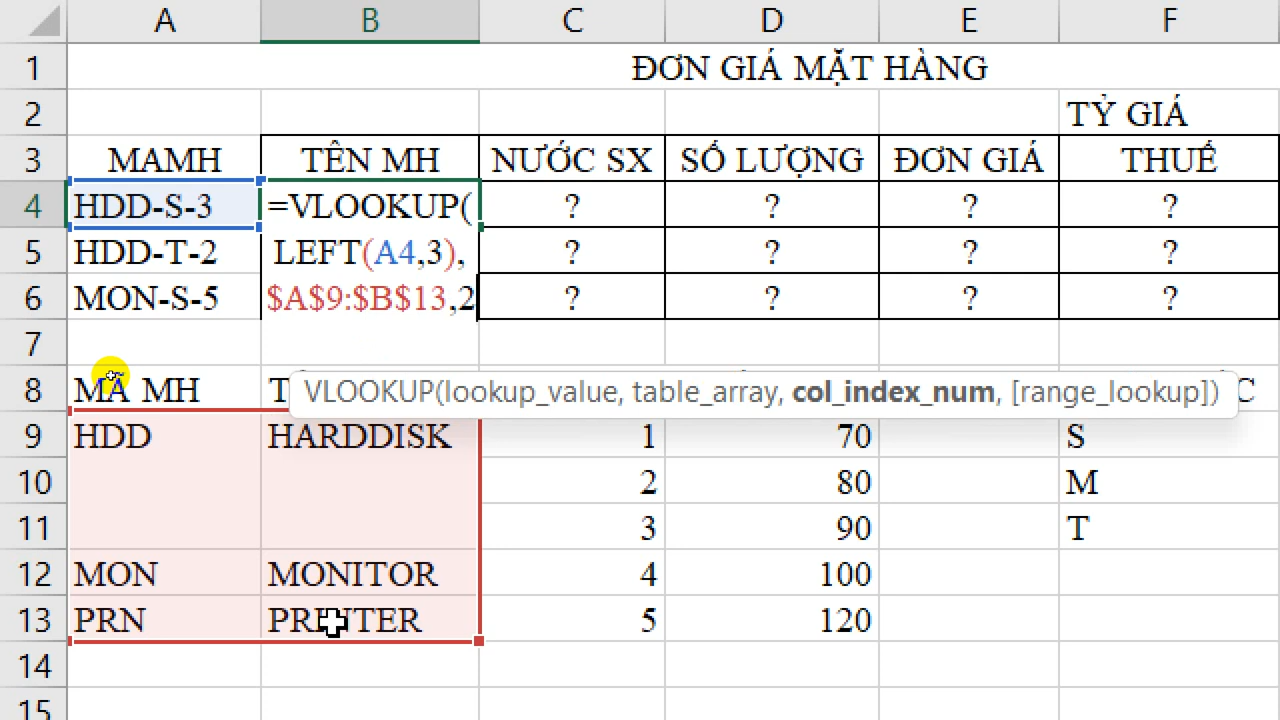 A B C D E F
1 ĐƠN GIÁ MẶT HÀNG
2 TỶ GIÁ
3 MAMH TÊN MH NƯỚC SX SỐ LƯỢNG ĐƠN GIÁ THUẾ
4 HDD-S-3 =VLOOKUP( ? ? ? ?
5 HDD-T-2 LEFT(A4,3), ? ? ? ?
6 MON-S-5 $A$9:$B$13,2 ? ? ? ?
7
8 MÃ MH VLOOKUP(lookup_value, table_array, col_index_num, [range_lookup])
9 HDD HARDDISK 1 70 S
10 2 80 M
11 3 90 T
12 MON MONITOR 4 100
13 PRN PRINTER 5 120
14
15